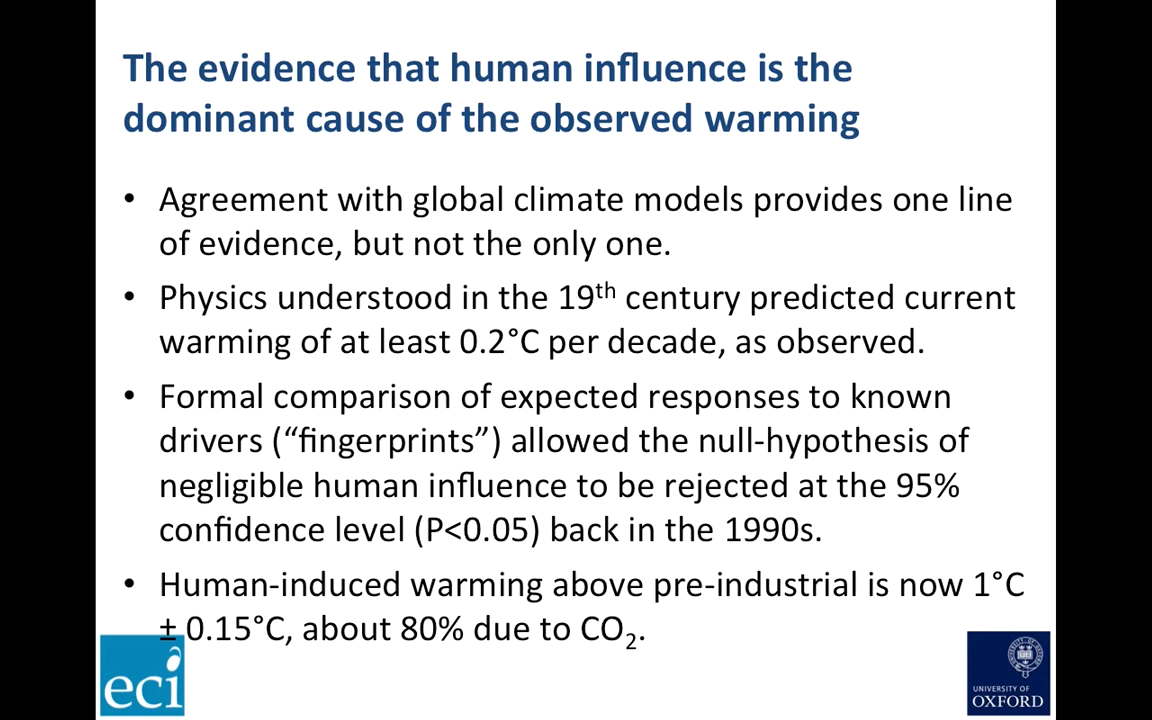 The evidence that human influence is the
dominant cause of the observed warming
• Agreement with global climate models provides one line
of evidence, but not the only one.
• Physics understood in the 19th century predicted current
warming of at least 0.2°C per decade, as observed.
• Formal comparison of expected responses to known
drivers (“fingerprints”) allowed the null-hypothesis of
negligible human influence to be rejected at the 95%
confidence level (P<0.05) back in the 1990s.
• Human-induced warming above pre-industrial is now 1°C
± 0.15°C, about 80% due to CO₂.
eci
UNIVERSITY OF
OXFORD